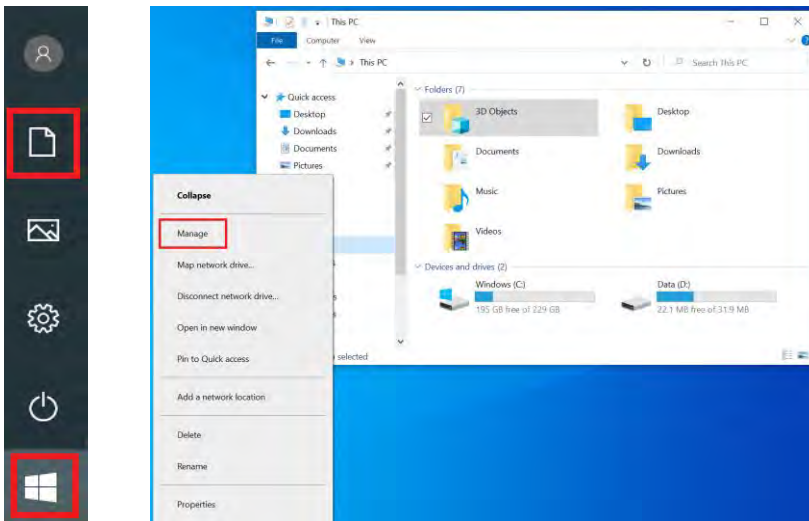 This PC
File Computer View
This PC
Search This PC
Quick access
Desktop
Downloads
Documents
Pictures
Folders (7)
3D Objects
Desktop
Documents
Downloads
Music
Pictures
Videos
Devices and drives (2)
Windows (C:)
195 GB free of 229 GB
Data (D:)
22.1 MB free of 31.9 MB
selected
Collapse
Manage
Map network drive...
Disconnect network drive...
Open in new window
Pin to Quick access
Add a network location
Delete
Rename
Properties